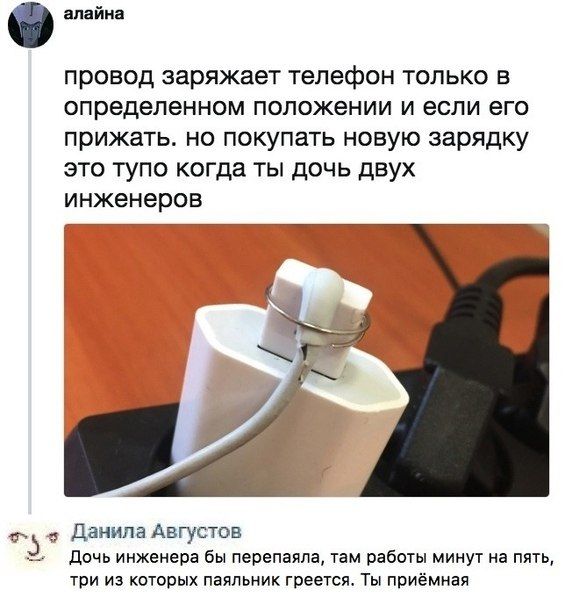 алайна
провод заряжает телефон только в
определенном положении и если его
прижать. но покупать новую зарядку
это тупо когда ты дочь двух
инженеров
Данила Августов
Дочь инженера бы перепаяла, там работы минут на пять,
три из которых паяльник греется. Ты приёмная